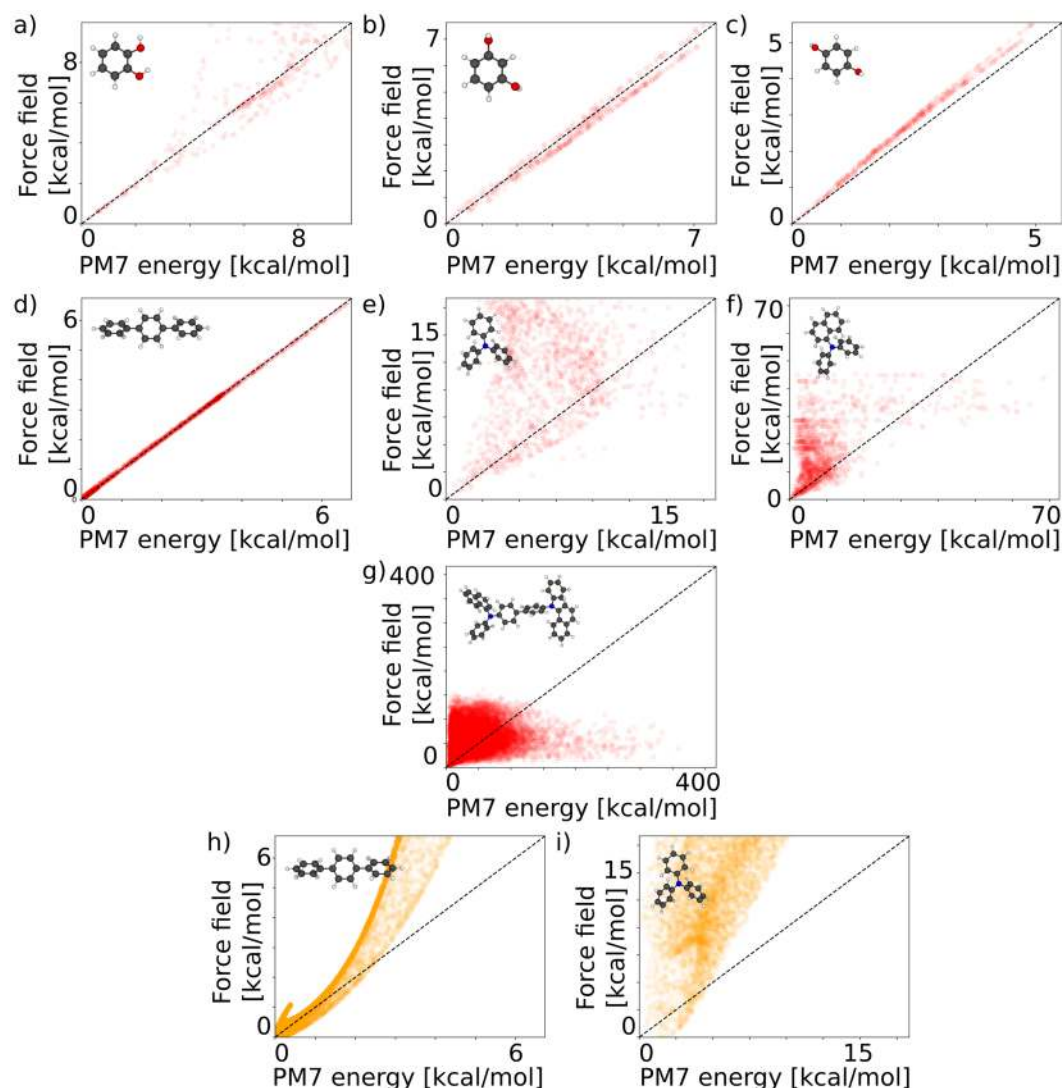 a)
8
0
Force field
[kcal/mol]
0 8
PM7 energy [kcal/mol]
b)
7
0
Force field
[kcal/mol]
0 7
PM7 energy [kcal/mol]
c)
5
0
Force field
[kcal/mol]
0 5
PM7 energy [kcal/mol]
d)
6
0
Force field
[kcal/mol]
0 6
PM7 energy [kcal/mol]
e)
15
0
Force field
[kcal/mol]
0 15
PM7 energy [kcal/mol]
f)
70
0
Force field
[kcal/mol]
0 70
PM7 energy [kcal/mol]
g)
400
0
Force field
[kcal/mol]
0 400
PM7 energy [kcal/mol]
h)
6
0
Force field
[kcal/mol]
0 6
PM7 energy [kcal/mol]
i)
15
0
Force field
[kcal/mol]
0 15
PM7 energy [kcal/mol]